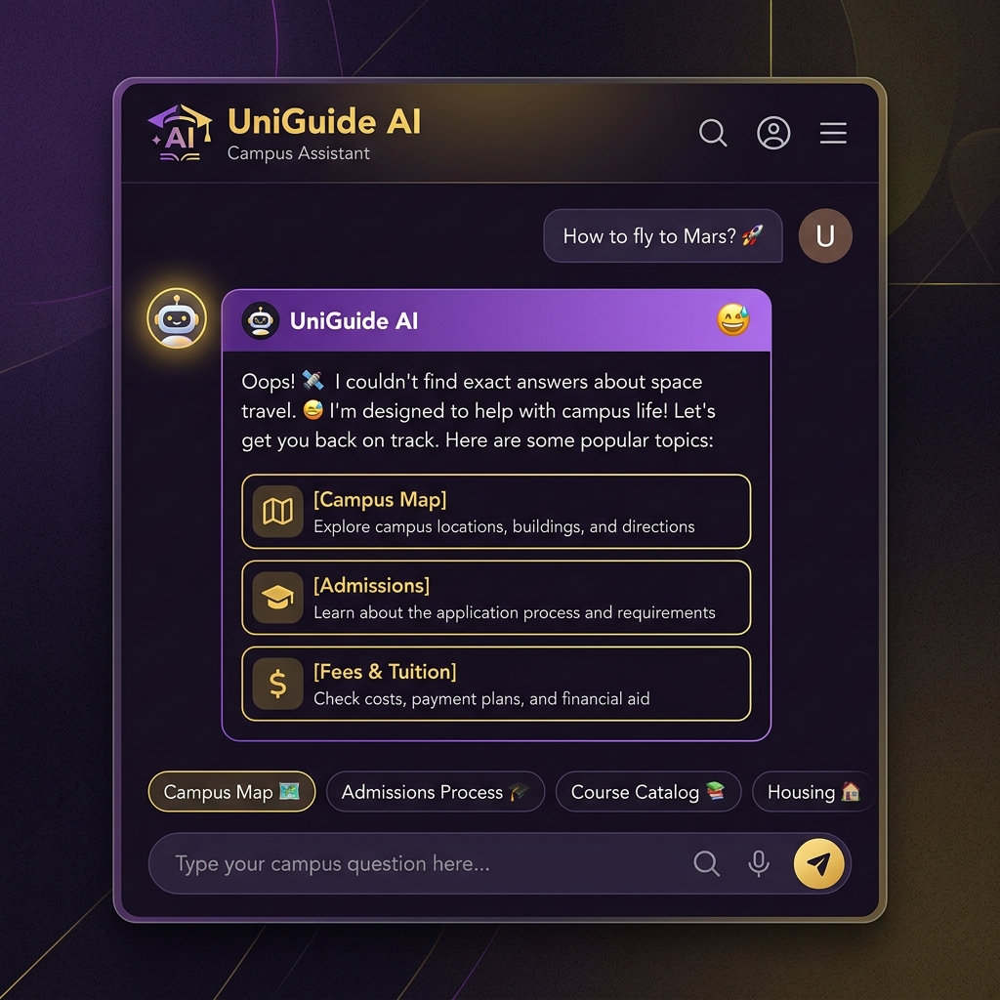 AI
UniGuide AI
Campus Assistant
How to fly to Mars? 🚀
U
UniGuide AI 😅
Oops! 🛰️ I couldn't find exact answers about space
travel. 😅 I'm designed to help with campus life! Let's
get you back on track. Here are some popular topics:
[Campus Map]
Explore campus locations, buildings, and directions
[Admissions]
Learn about the application process and requirements
$
[Fees & Tuition]
Check costs, payment plans, and financial aid
Campus Map 🗺️
Admissions Process 🎓
Course Catalog 📚
Housing 🏠
Type your campus question here...